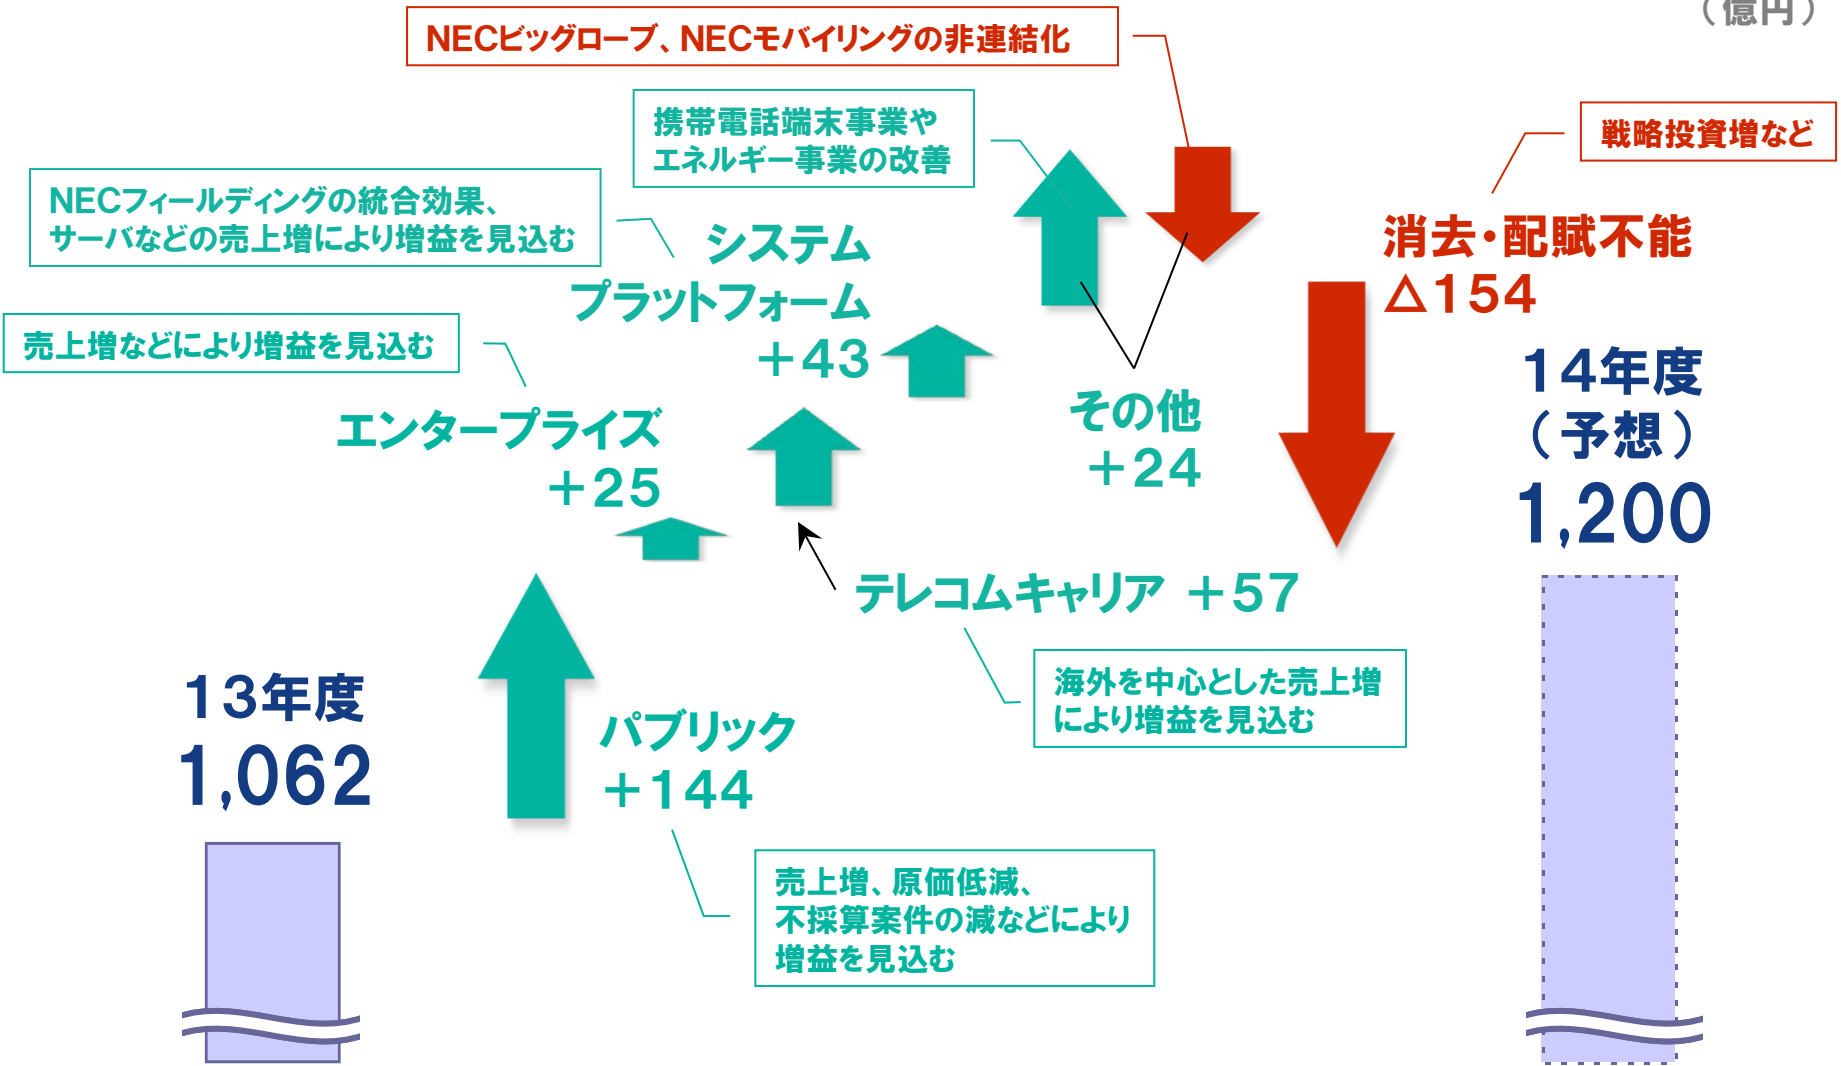 （億円）
NECビッグローブ、NECモバイリングの非連結化
携帯電話端末事業や
エネルギー事業の改善
戦略投資増など
NECフィールディングの統合効果、
サーバなどの売上増により増益を見込む
システム
プラットフォーム
＋43
消去・配賦不能
△154
売上増などにより増益を見込む
エンタープライズ
＋25
その他
＋24
14年度
（予想）
1,200
テレコムキャリア ＋57
海外を中心とした売上増
により増益を見込む
13年度
1,062
パブリック
＋144
売上増、原価低減、
不採算案件の減などにより
増益を見込む